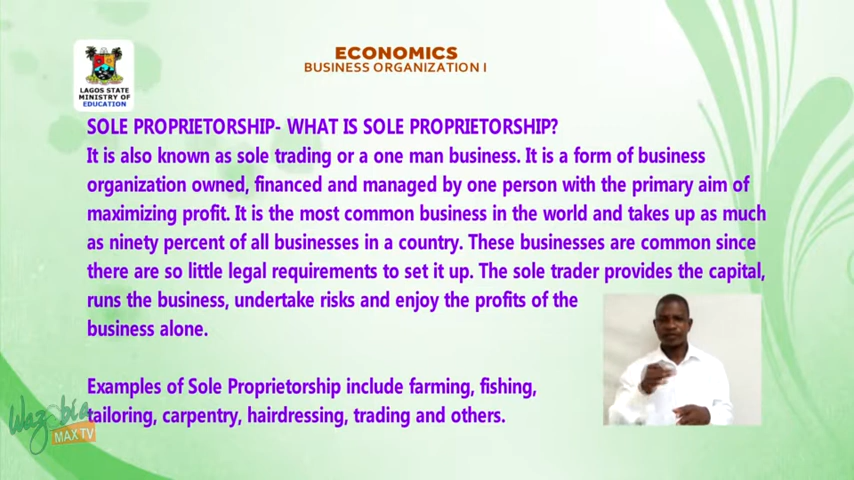 ECONOMICS
BUSINESS ORGANIZATION I
LAGOS STATE
MINISTRY OF
EDUCATION
SOLE PROPRIETORSHIP- WHAT IS SOLE PROPRIETORSHIP?
It is also known as sole trading or a one man business. It is a form of business
organization owned, financed and managed by one person with the primary aim of
maximizing profit. It is the most common business in the world and takes up as much
as ninety percent of all businesses in a country. These businesses are common since
there are so little legal requirements to set it up. The sole trader provides the capital,
runs the business, undertake risks and enjoy the profits of the
business alone.
Examples of Sole Proprietorship include farming, fishing,
tailoring, carpentry, hairdressing, trading and others.
Wazobia
MAX TV